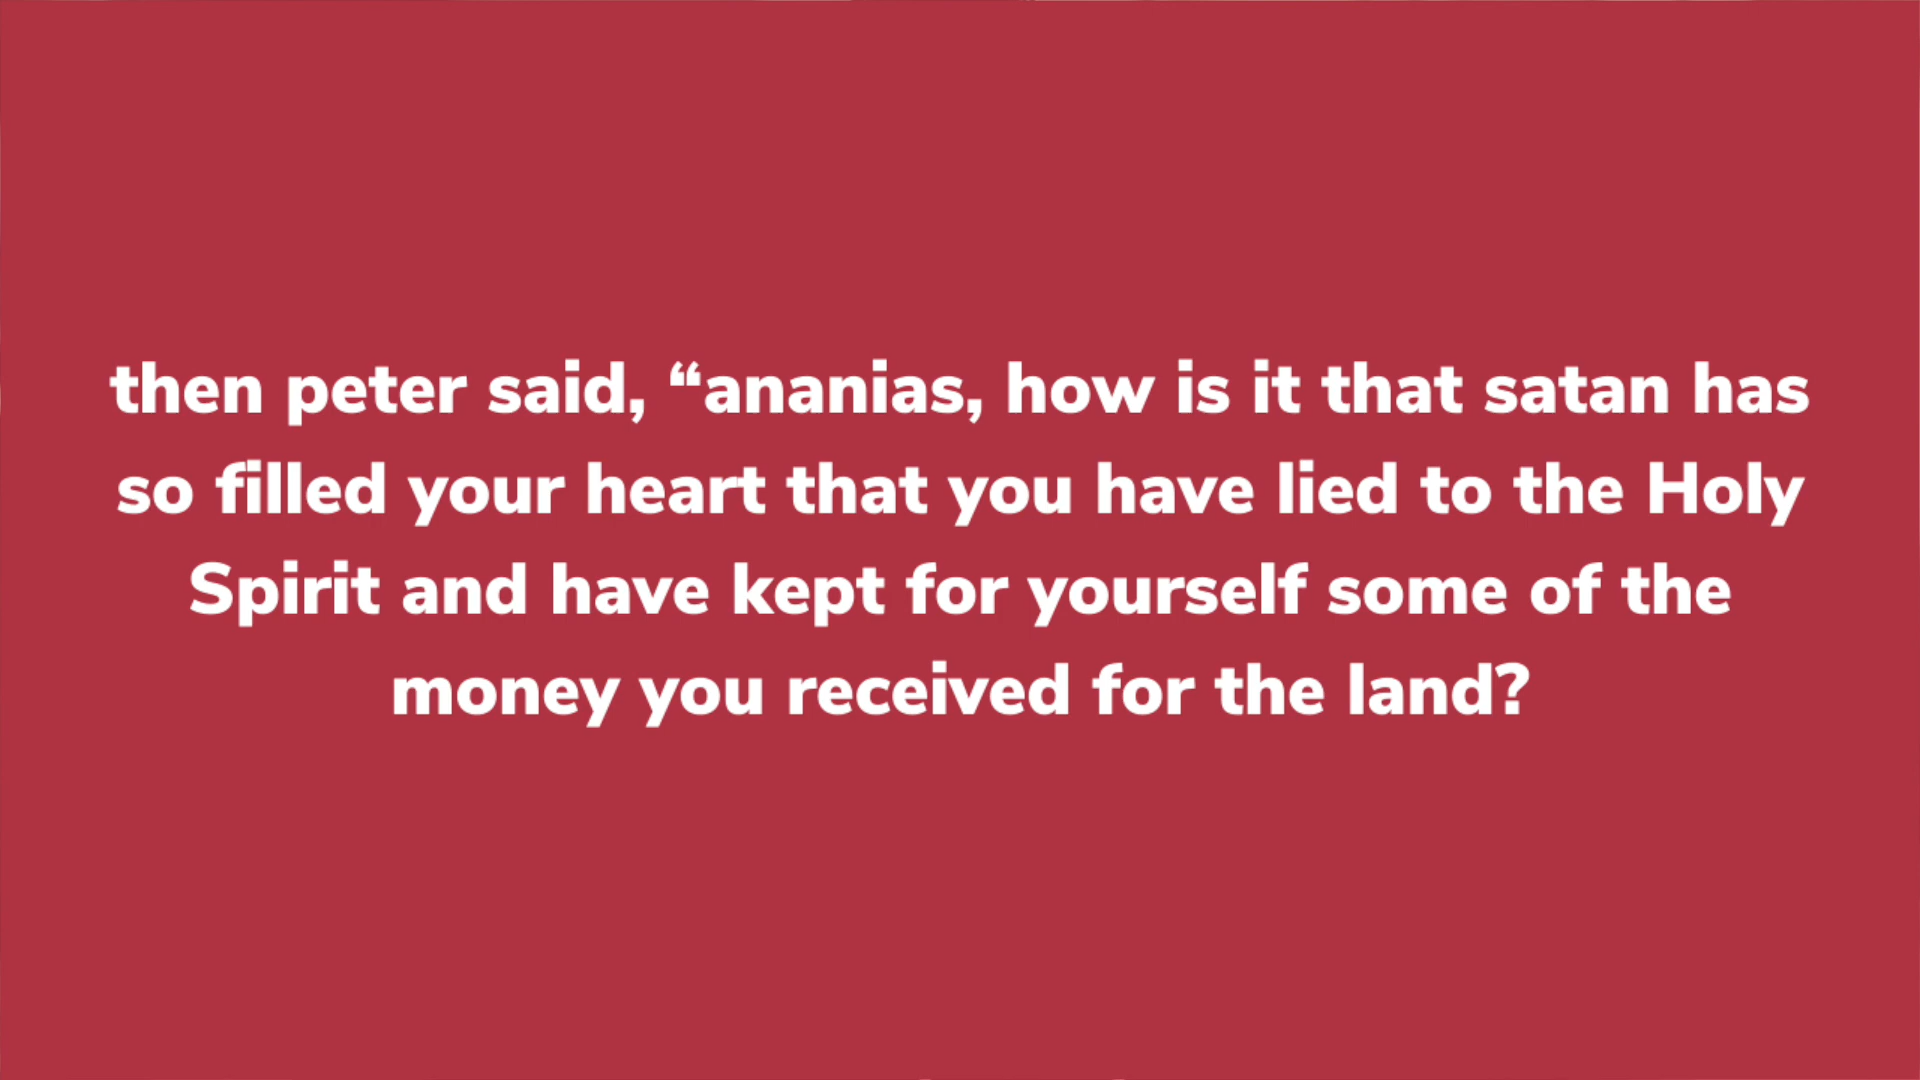 then peter said, “ananias, how is it that satan has
so filled your heart that you have lied to the Holy
Spirit and have kept for yourself some of the
money you received for the land?